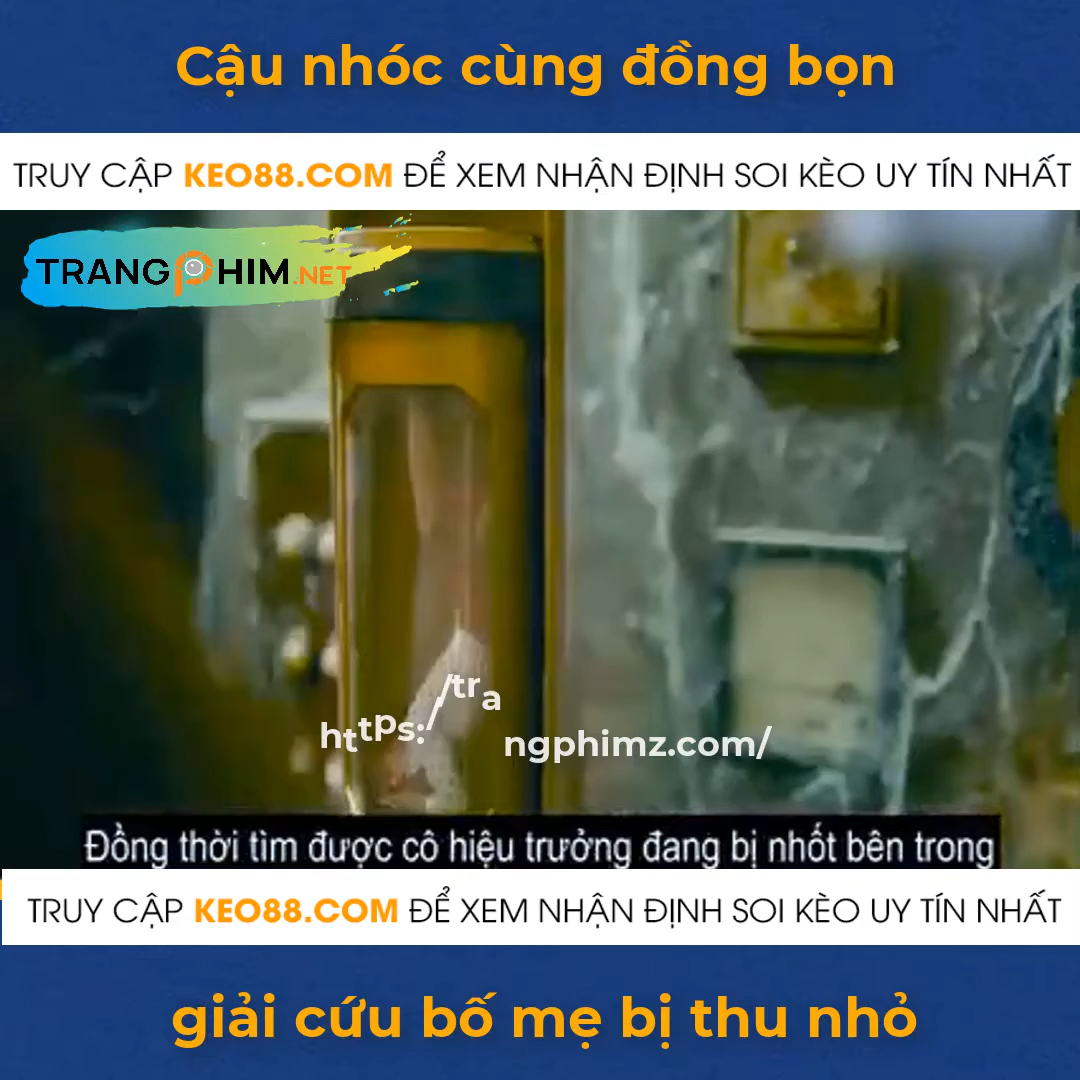 Cậu nhóc cùng đồng bọn
TRUY CẬP KEO88.COM ĐỂ XEM NHẬN ĐỊNH SOI KÈO UY TÍN NHẤT
TRANGPHIM.NET
https://trangphimz.com/
Đồng thời tìm được cô hiệu trưởng đang bị nhốt bên trong
TRUY CẬP KEO88.COM ĐỂ XEM NHẬN ĐỊNH SOI KÈO UY TÍN NHẤT
giải cứu bố mẹ bị thu nhỏ